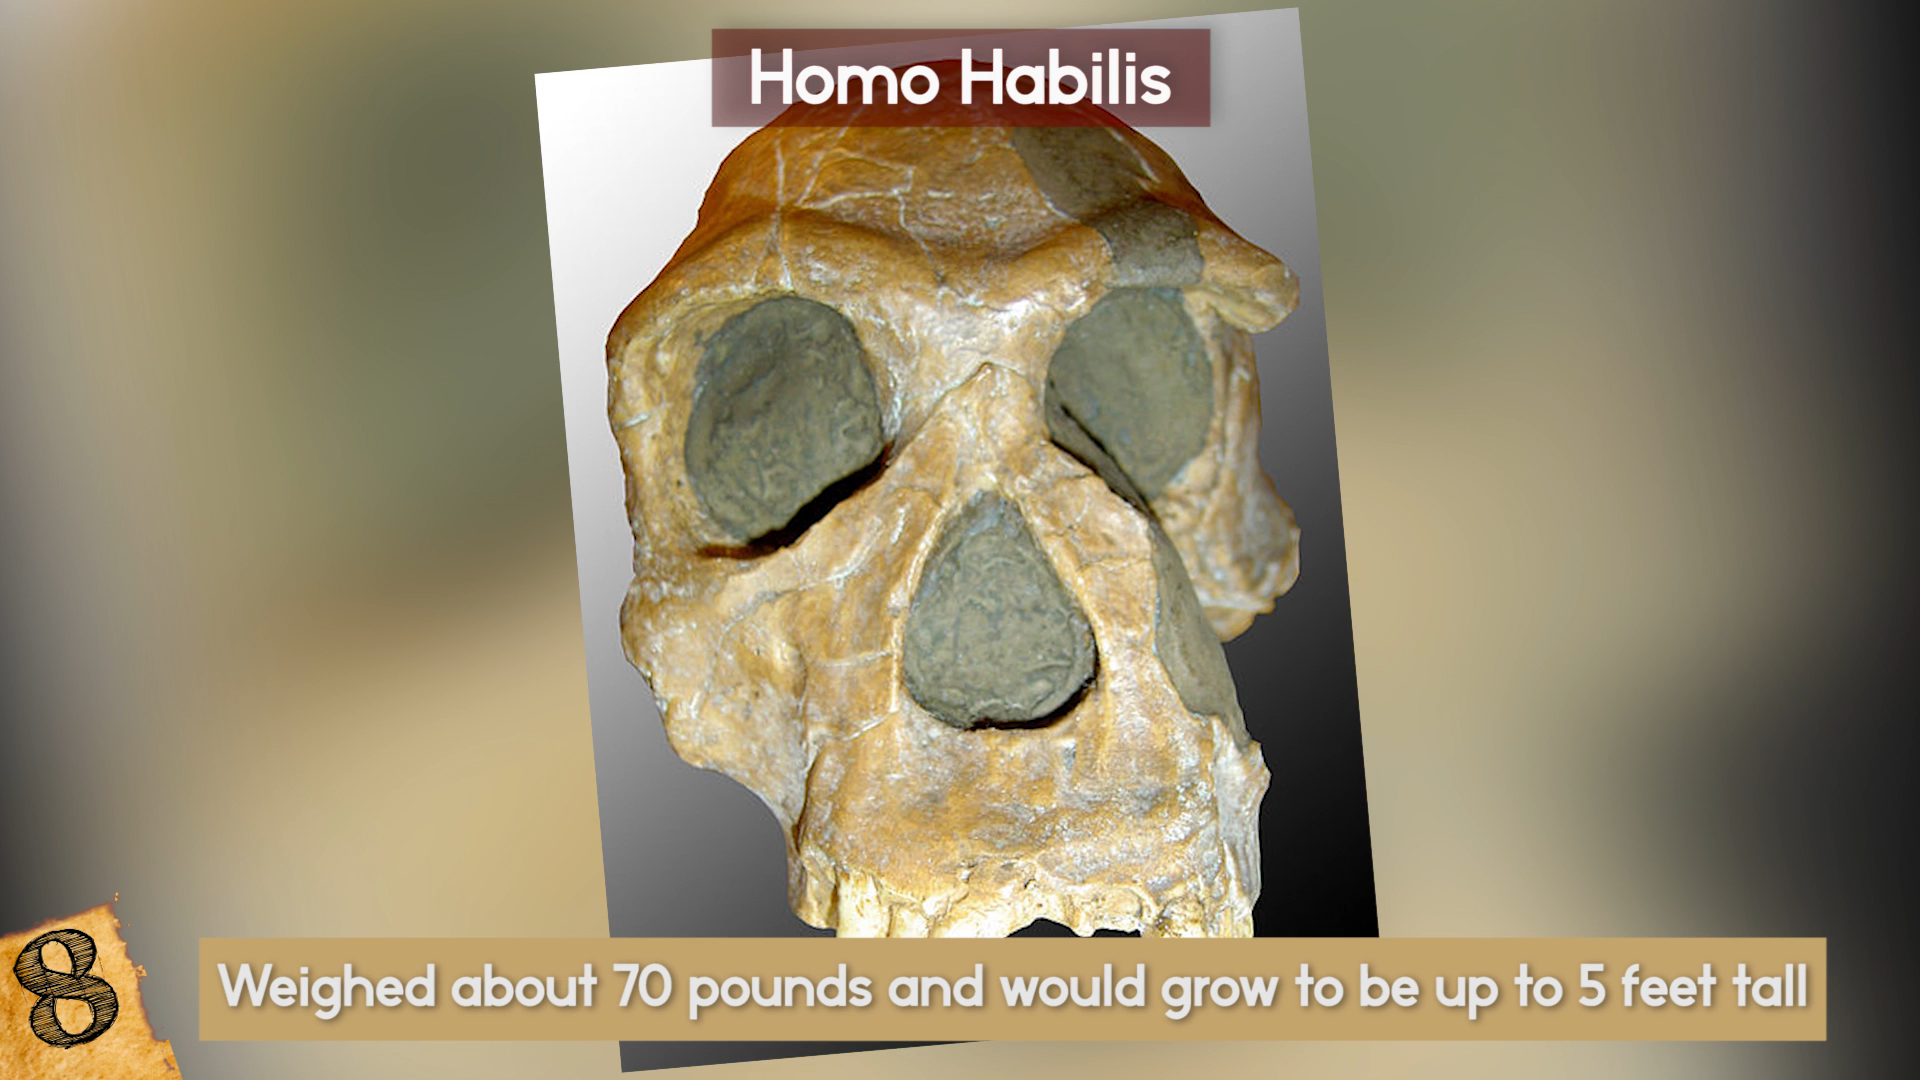 Homo Habilis
8
Weighed about 70 pounds and would grow to be up to 5 feet tall